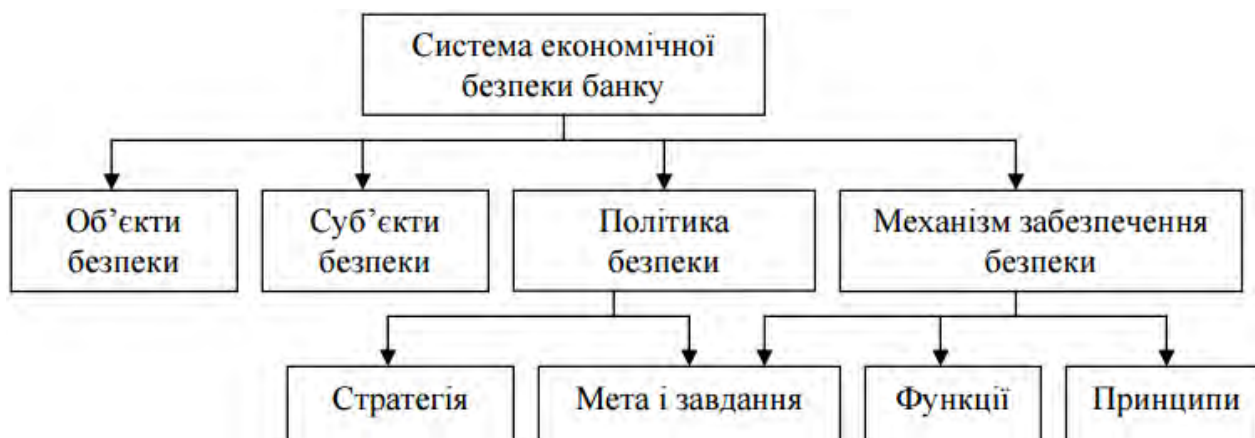 Система економічної
безпеки банку
Об’єкти
безпеки
Суб’єкти
безпеки
Політика
безпеки
Механізм забезпечення
безпеки
Стратегія
Мета і завдання
Функції
Принципи